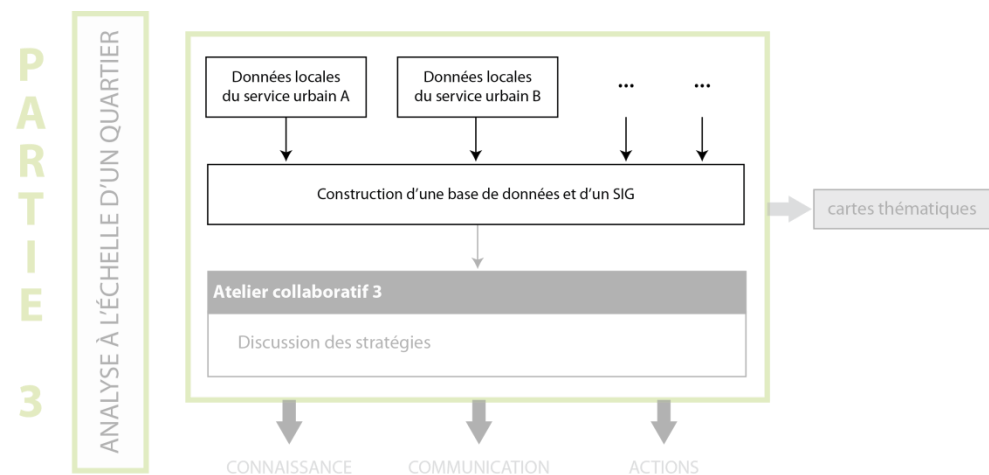 PARTIE 3
ANALYSE À L'ÉCHELLE D'UN QUARTIER
Données locales
du service urbain A
Données locales
du service urbain B
...
...
Construction d'une base de données et d'un SIG
cartes thématiques
Atelier collaboratif 3
Discussion des stratégies
CONNAISSANCE
COMMUNICATION
ACTIONS